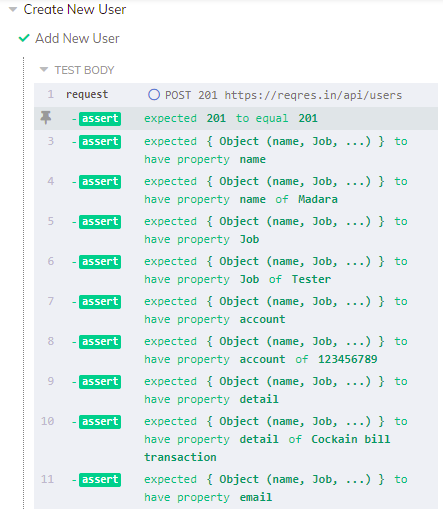 Create New User
Add New User
TEST BODY
1 request POST 201 https://reqres.in/api/users
-assert expected 201 to equal 201
3 -assert expected { Object (name, Job, ...) } to
have property name
4 -assert expected { Object (name, Job, ...) } to
have property name of Madara
5 -assert expected { Object (name, Job, ...) } to
have property Job
6 -assert expected { Object (name, Job, ...) } to
have property Job of Tester
7 -assert expected { Object (name, Job, ...) } to
have property account
8 -assert expected { Object (name, Job, ...) } to
have property account of 123456789
9 -assert expected { Object (name, Job, ...) } to
have property detail
10 -assert expected { Object (name, Job, ...) } to
have property detail of Cockain bill
transaction
11 -assert expected { Object (name, Job, ...) } to
have property email